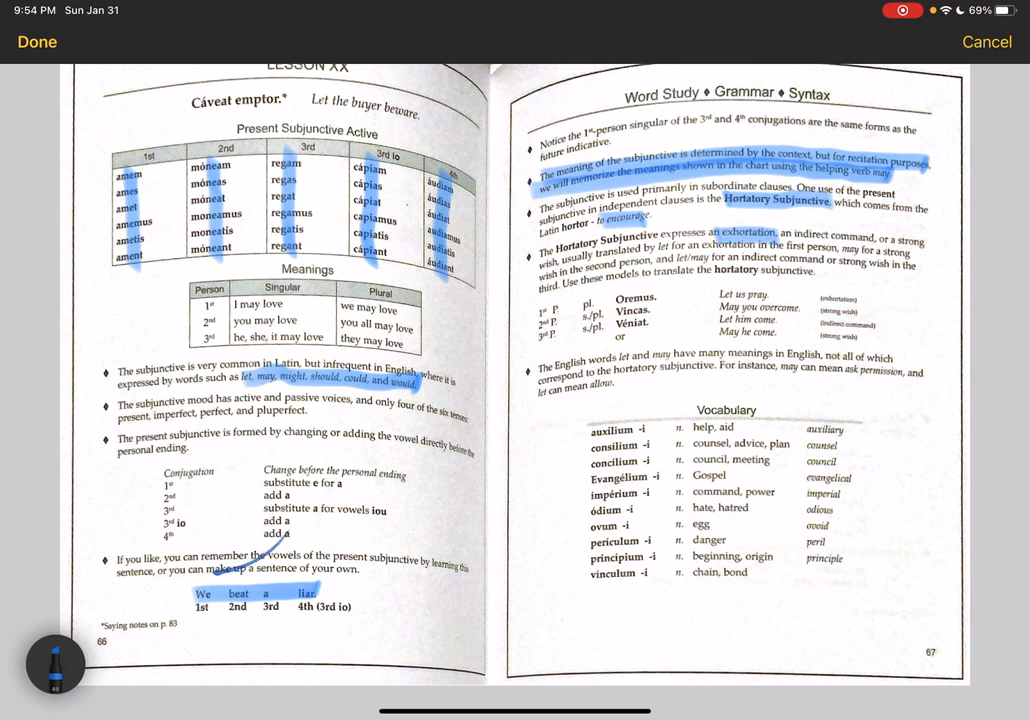 9:54 PM Sun Jan 31
69%
Done
Cancel
LESSON XX
Cáveat emptor.* Let the buyer beware.
Present Subjunctive Active
1st 2nd 3rd 3rd io 4th
amem móneam regam cápiam áudiam
ames móneas regas cápias áudias
amet móneat regat cápiat áudiat
amemus moneamus regamus capiamus audiamus
ametis moneatis regatis capiatis audiatis
ament móneant regant cápiant áudiant
Meanings
Person Singular Plural
1st I may love we may love
2nd you may love you all may love
3rd he, she, it may love they may love
♦ The subjunctive is very common in Latin, but infrequent in English, where it is
expressed by words such as let, may, might, should, could, and would.
♦ The subjunctive mood has active and passive voices, and only four of the six tenses
present, imperfect, perfect, and pluperfect.
♦ The present subjunctive is formed by changing or adding the vowel directly before the
personal ending.
Conjugation Change before the personal ending
1st substitute e for a
2nd add a
3rd substitute a for vowels iou
3rd io add a
4th add a
♦ If you like, you can remember the vowels of the present subjunctive by learning this
sentence, or you can make up a sentence of your own.
We beat a liar.
1st 2nd 3rd 4th (3rd io)
*Saying notes on p. 83
66
Word Study ♦ Grammar ♦ Syntax
♦ Notice the 1st-person singular of the 3rd and 4th conjugations are the same forms as the
future indicative.
♦ The meaning of the subjunctive is determined by the context, but for recitation purposes,
we will memorize the meanings shown in the chart using the helping verb may.
♦ The subjunctive is used primarily in subordinate clauses. One use of the present
subjunctive in independent clauses is the Hortatory Subjunctive, which comes from the
Latin hortor - to encourage.
♦ The Hortatory Subjunctive expresses an exhortation, an indirect command, or a strong
wish, usually translated by let for an exhortation in the first person, may for a strong
wish in the second person, and let/may for an indirect command or strong wish in the
third. Use these models to translate the hortatory subjunctive.
1st P. pl. Oremus. Let us pray. (exhortation)
2nd P. s./pl. Vincas. May you overcome. (strong wish)
3rd P. s./pl. Véniat. Let him come. (indirect command)
or May he come. (strong wish)
♦ The English words let and may have many meanings in English, not all of which
correspond to the hortatory subjunctive. For instance, may can mean ask permission, and
let can mean allow.
Vocabulary
auxílium -i n. help, aid auxiliary
consílium -i n. counsel, advice, plan counsel
concílium -i n. council, meeting council
Evangélium -i n. Gospel evangelical
impérium -i n. command, power imperial
ódium -i n. hate, hatred odious
ovum -i n. egg ovoid
perículum -i n. danger peril
princípium -i n. beginning, origin principle
vínculum -i n. chain, bond
67
80